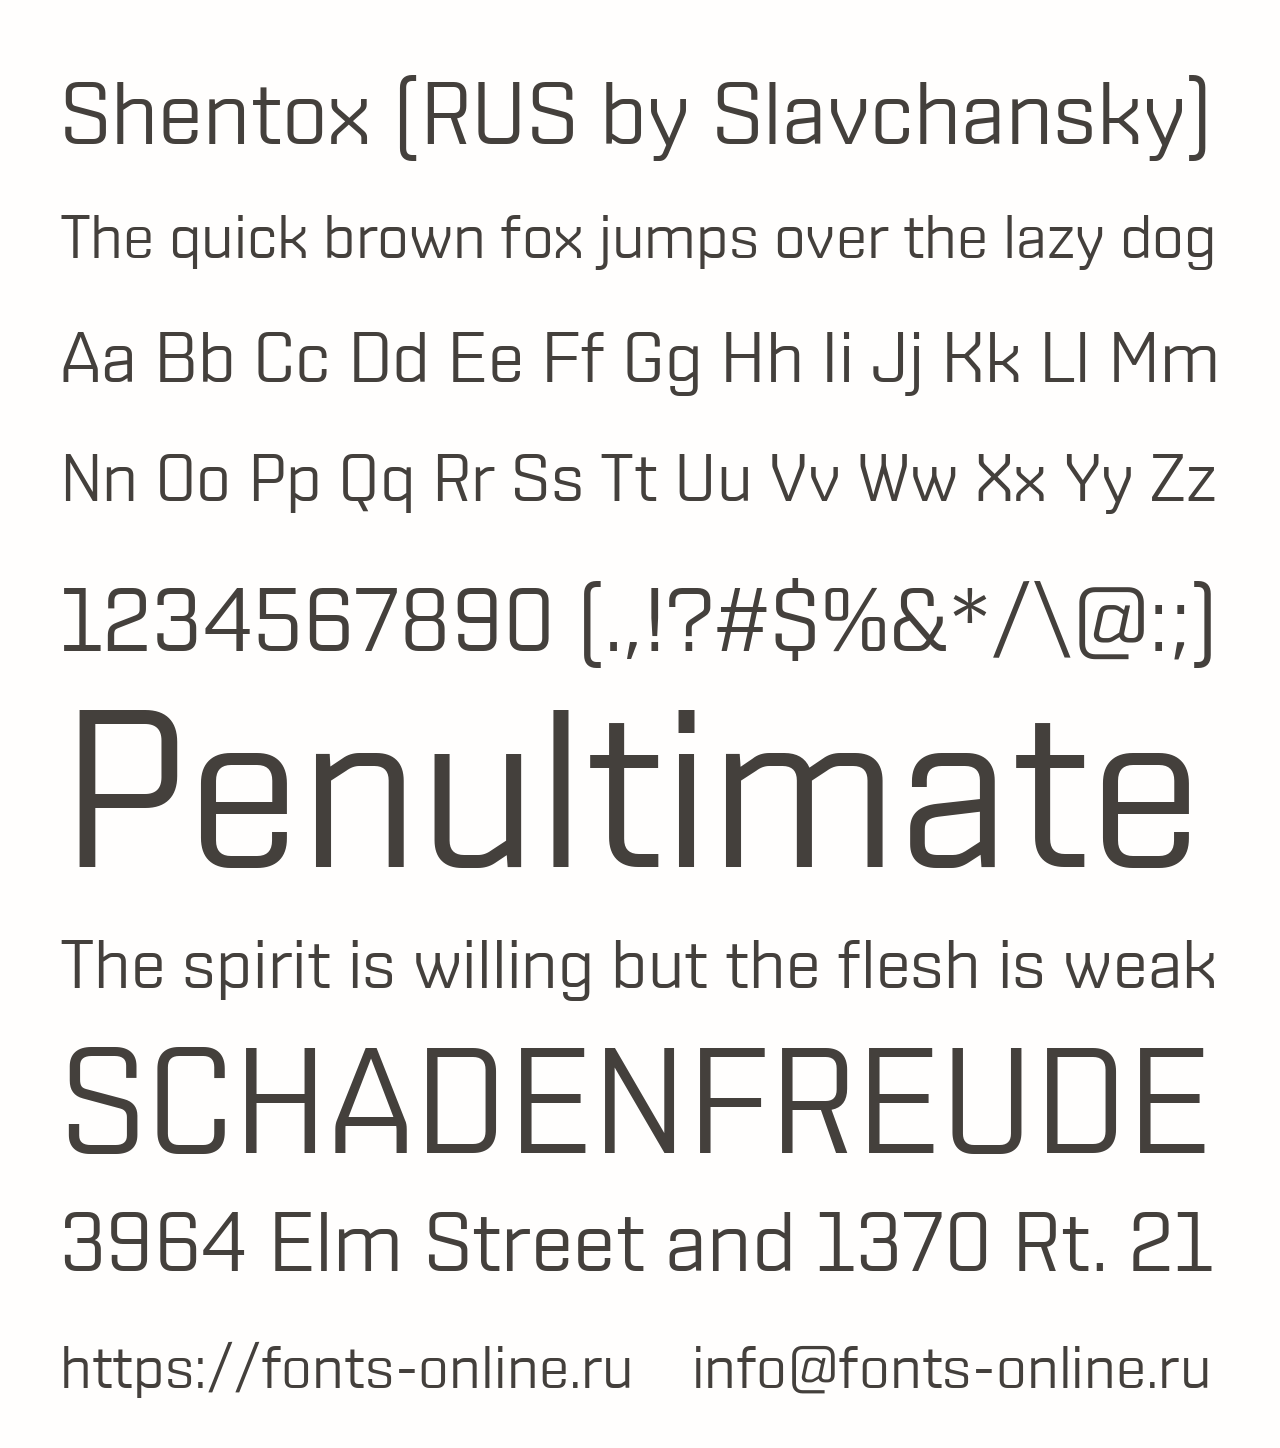 Shentox (RUS by Slavchansky)
The quick brown fox jumps over the lazy dog
Aa Bb Cc Dd Ee Ff Gg Hh Ii Jj Kk Ll Mm
Nn Oo Pp Qq Rr Ss Tt Uu Vv Ww Xx Yy Zz
1234567890 (.,!?#$%&*/\@:;)
Penultimate
The spirit is willing but the flesh is weak
SCHADENFREUDE
3964 Elm Street and 1370 Rt. 21
https://fonts-online.ru info@fonts-online.ru